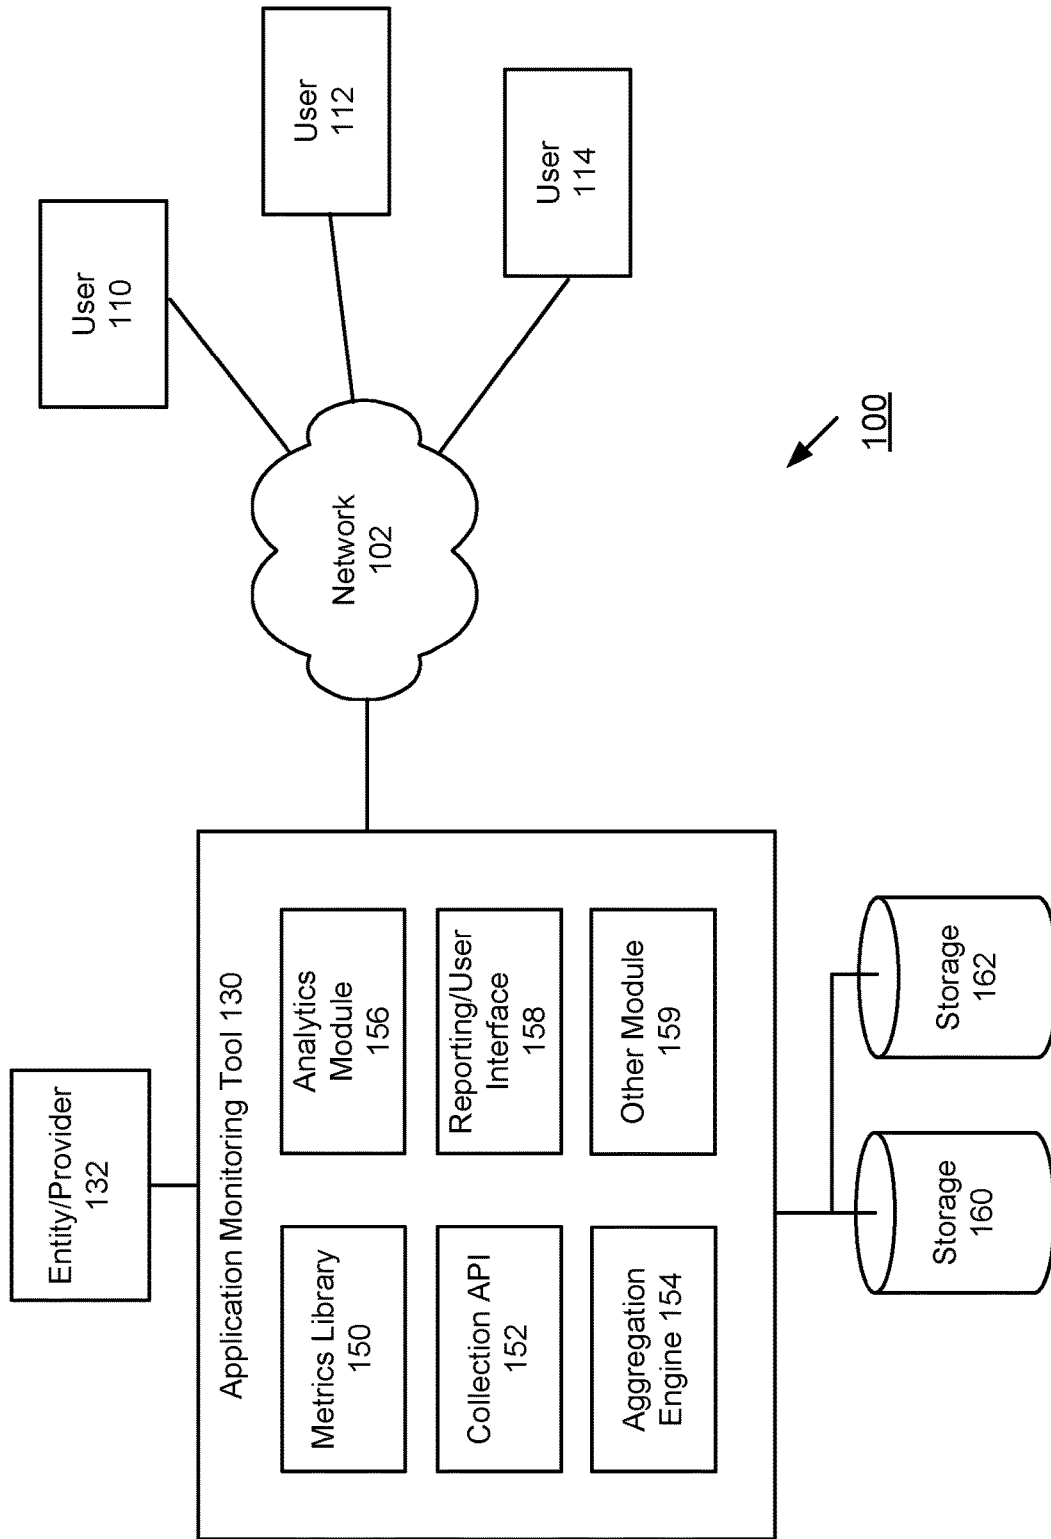 Entity/Provider
132
Application Monitoring Tool 130
Metrics Library
150
Analytics
Module
156
Collection API
152
Reporting/User
Interface
158
Aggregation
Engine 154
Other Module
159
Storage
160
Storage
162
Network
102
User
110
User
112
User
114
100